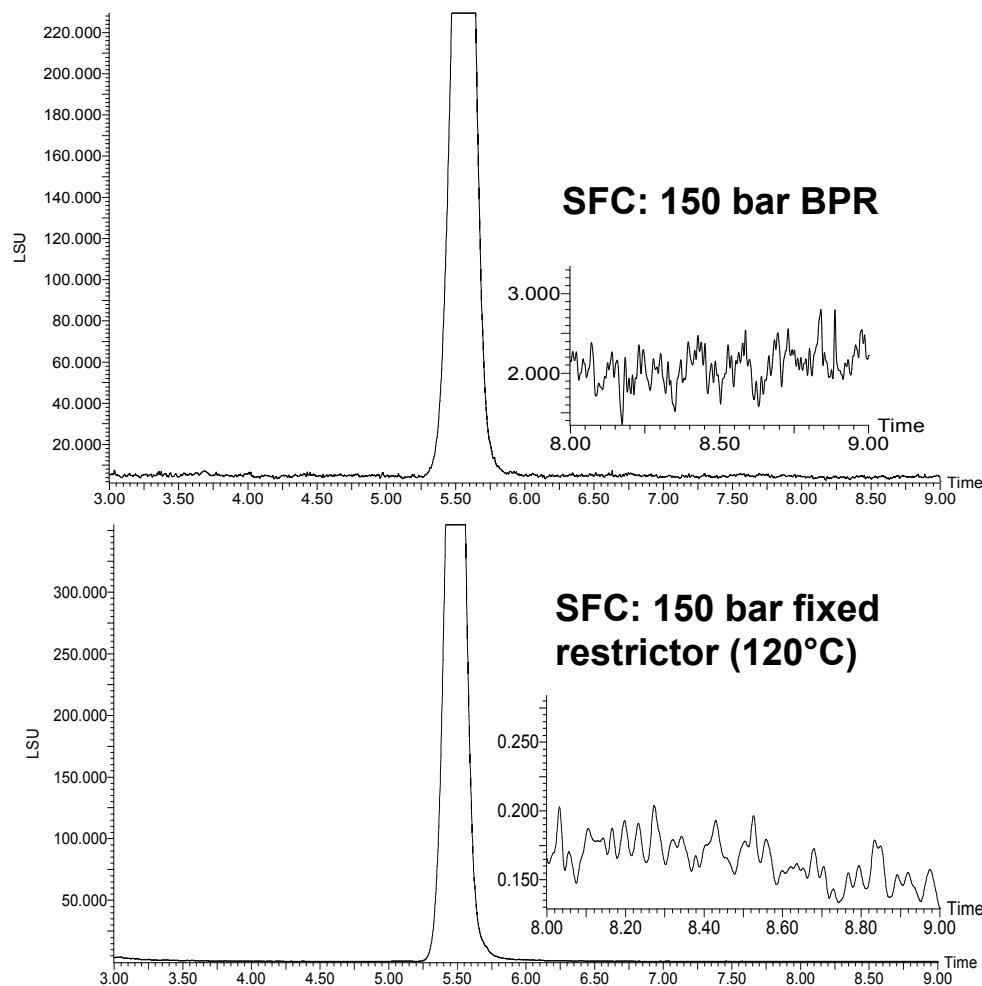 220.000
200.000
180.000
160.000
140.000
120.000
100.000
80.000
60.000
40.000
20.000
LSU
SFC: 150 bar BPR
3.000
2.000
8.00 8.50 9.00 Time
3.00 3.50 4.00 4.50 5.00 5.50 6.00 6.50 7.00 7.50 8.00 8.50 9.00 Time
300.000
250.000
200.000
150.000
100.000
50.000
LSU
SFC: 150 bar fixed
restrictor (120°C)
0.250
0.200
0.150
8.00 8.20 8.40 8.60 8.80 9.00 Time
3.00 3.50 4.00 4.50 5.00 5.50 6.00 6.50 7.00 7.50 8.00 8.50 9.00 Time